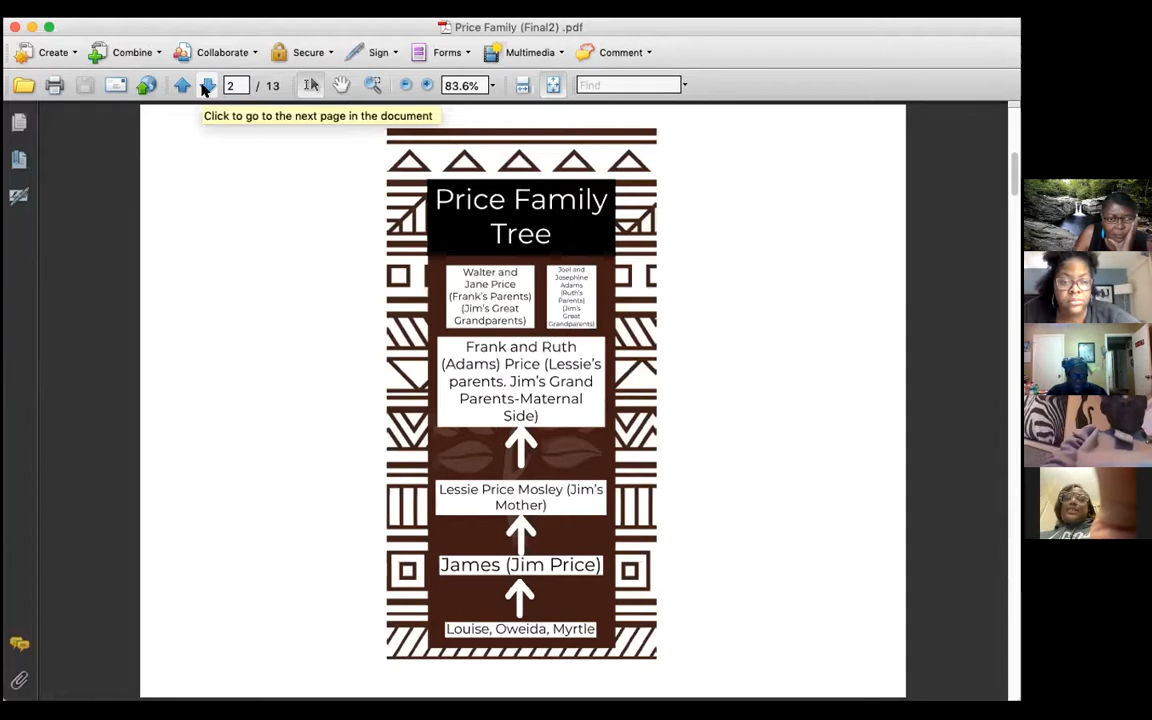 Price Family (Final2) .pdf
Create
Combine
Collaborate
Secure
Sign
Forms
Multimedia
Comment
2 / 13
83.6%
Find
Click to go to the next page in the document
Price Family
Tree
Walter and
Jane Price
(Frank's Parents)
(Jim's Great
Grandparents)
Joel and
Josephine
Adams
(Ruth's
Parents)
(Jim's
Great
Grandparents)
Frank and Ruth
(Adams) Price (Lessie's
parents. Jim's Grand
Parents-Maternal
Side)
Lessie Price Mosley (Jim's
Mother)
James (Jim Price)
Louise, Oweida, Myrtle